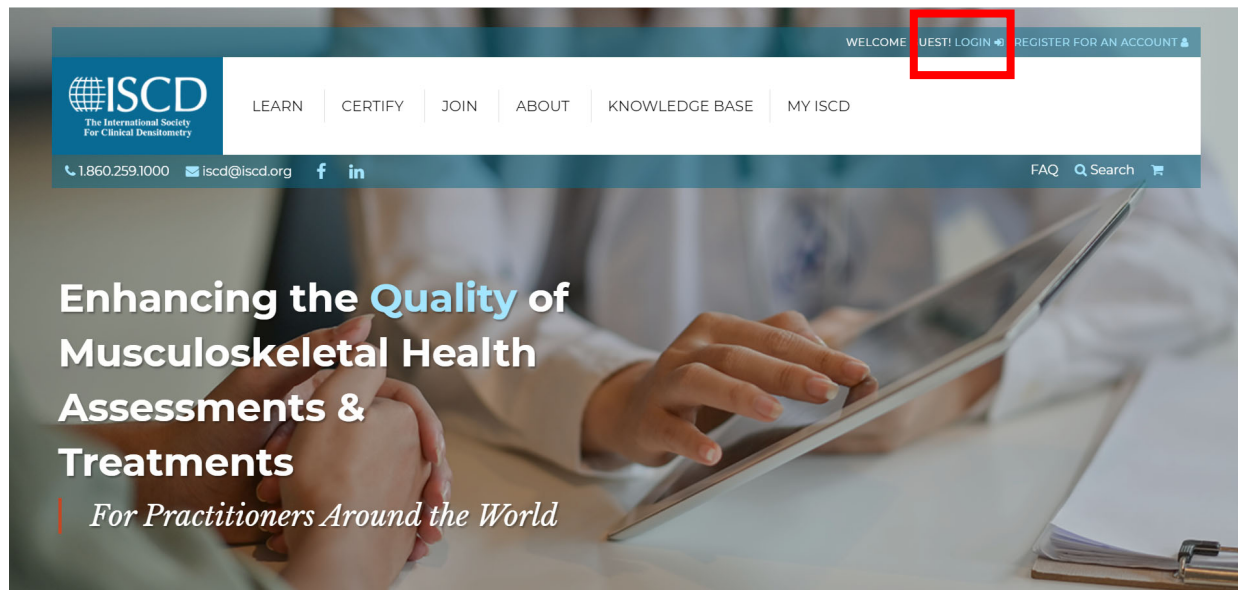 WELCOME UEST! LOGIN REGISTER FOR AN ACCOUNT
ISCD
The International Society
For Clinical Densitometry
LEARN CERTIFY JOIN ABOUT KNOWLEDGE BASE MY ISCD
1.860.259.1000 iscd@iscd.org f in
FAQ Search
Enhancing the Quality of
Musculoskeletal Health
Assessments &
Treatments
For Practitioners Around the World